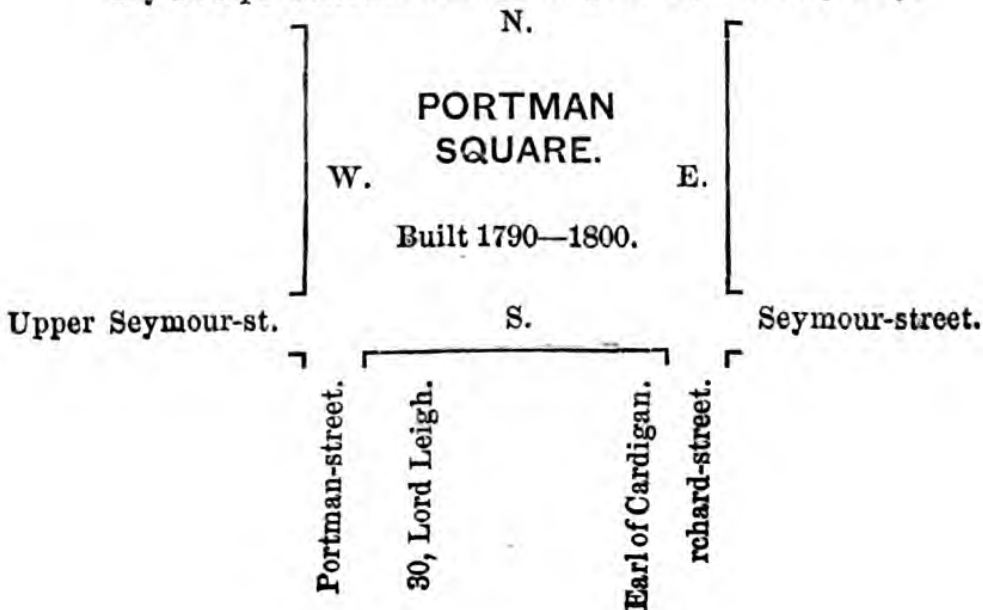 N.
PORTMAN
SQUARE.
W.
E.
Built 1790—1800.
Upper Seymour-st.
S.
Seymour-street.
Portman-street.
30, Lord Leigh.
Earl of Cardigan.
rchard-street.